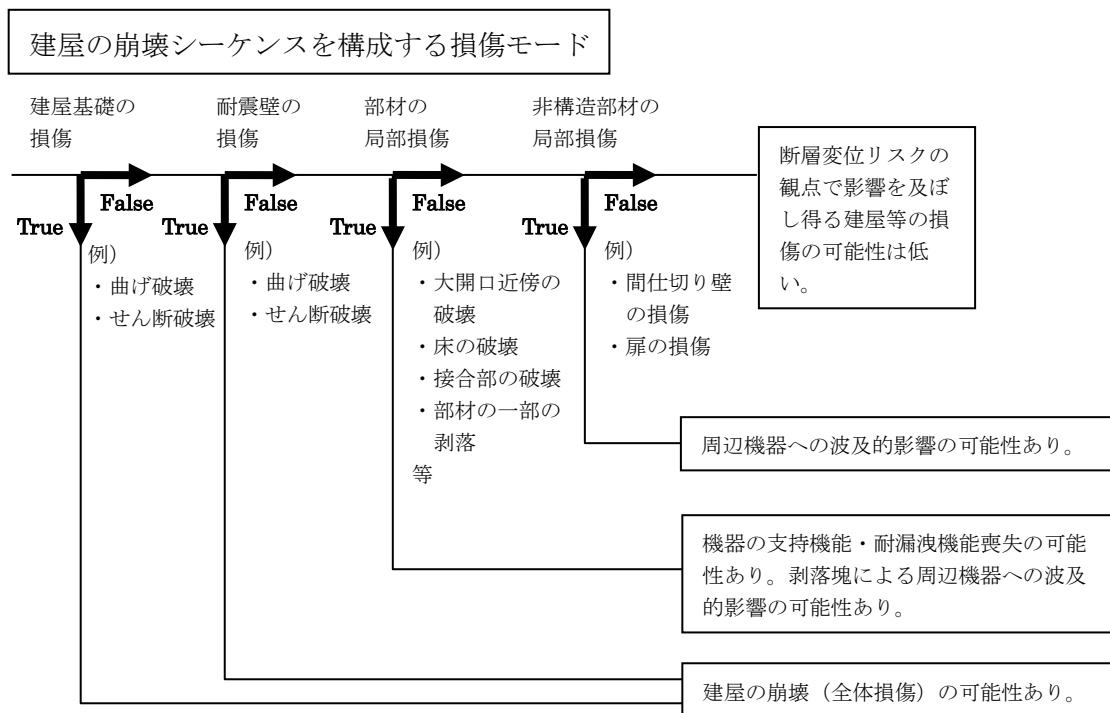 建屋の崩壊シーケンスを構成する損傷モード
建屋基礎の
損傷
耐震壁の
損傷
部材の
局部損傷
非構造部材の
局部損傷
断層変位リスクの
観点で影響を及ぼ
し得る建屋等の損
傷の可能性は低
い。
False
True
False
True
False
True
False
True
例）
・曲げ破壊
・せん断破壊
例）
・曲げ破壊
・せん断破壊
例）
・大開口近傍の
破壊
・床の破壊
・接合部の破壊
・部材の一部の
剥落
等
例）
・間仕切り壁
の損傷
・扉の損傷
周辺機器への波及的影響の可能性あり。
機器の支持機能・耐漏洩機能喪失の可能
性あり。剥落塊による周辺機器への波及
的影響の可能性あり。
建屋の崩壊（全体損傷）の可能性あり。